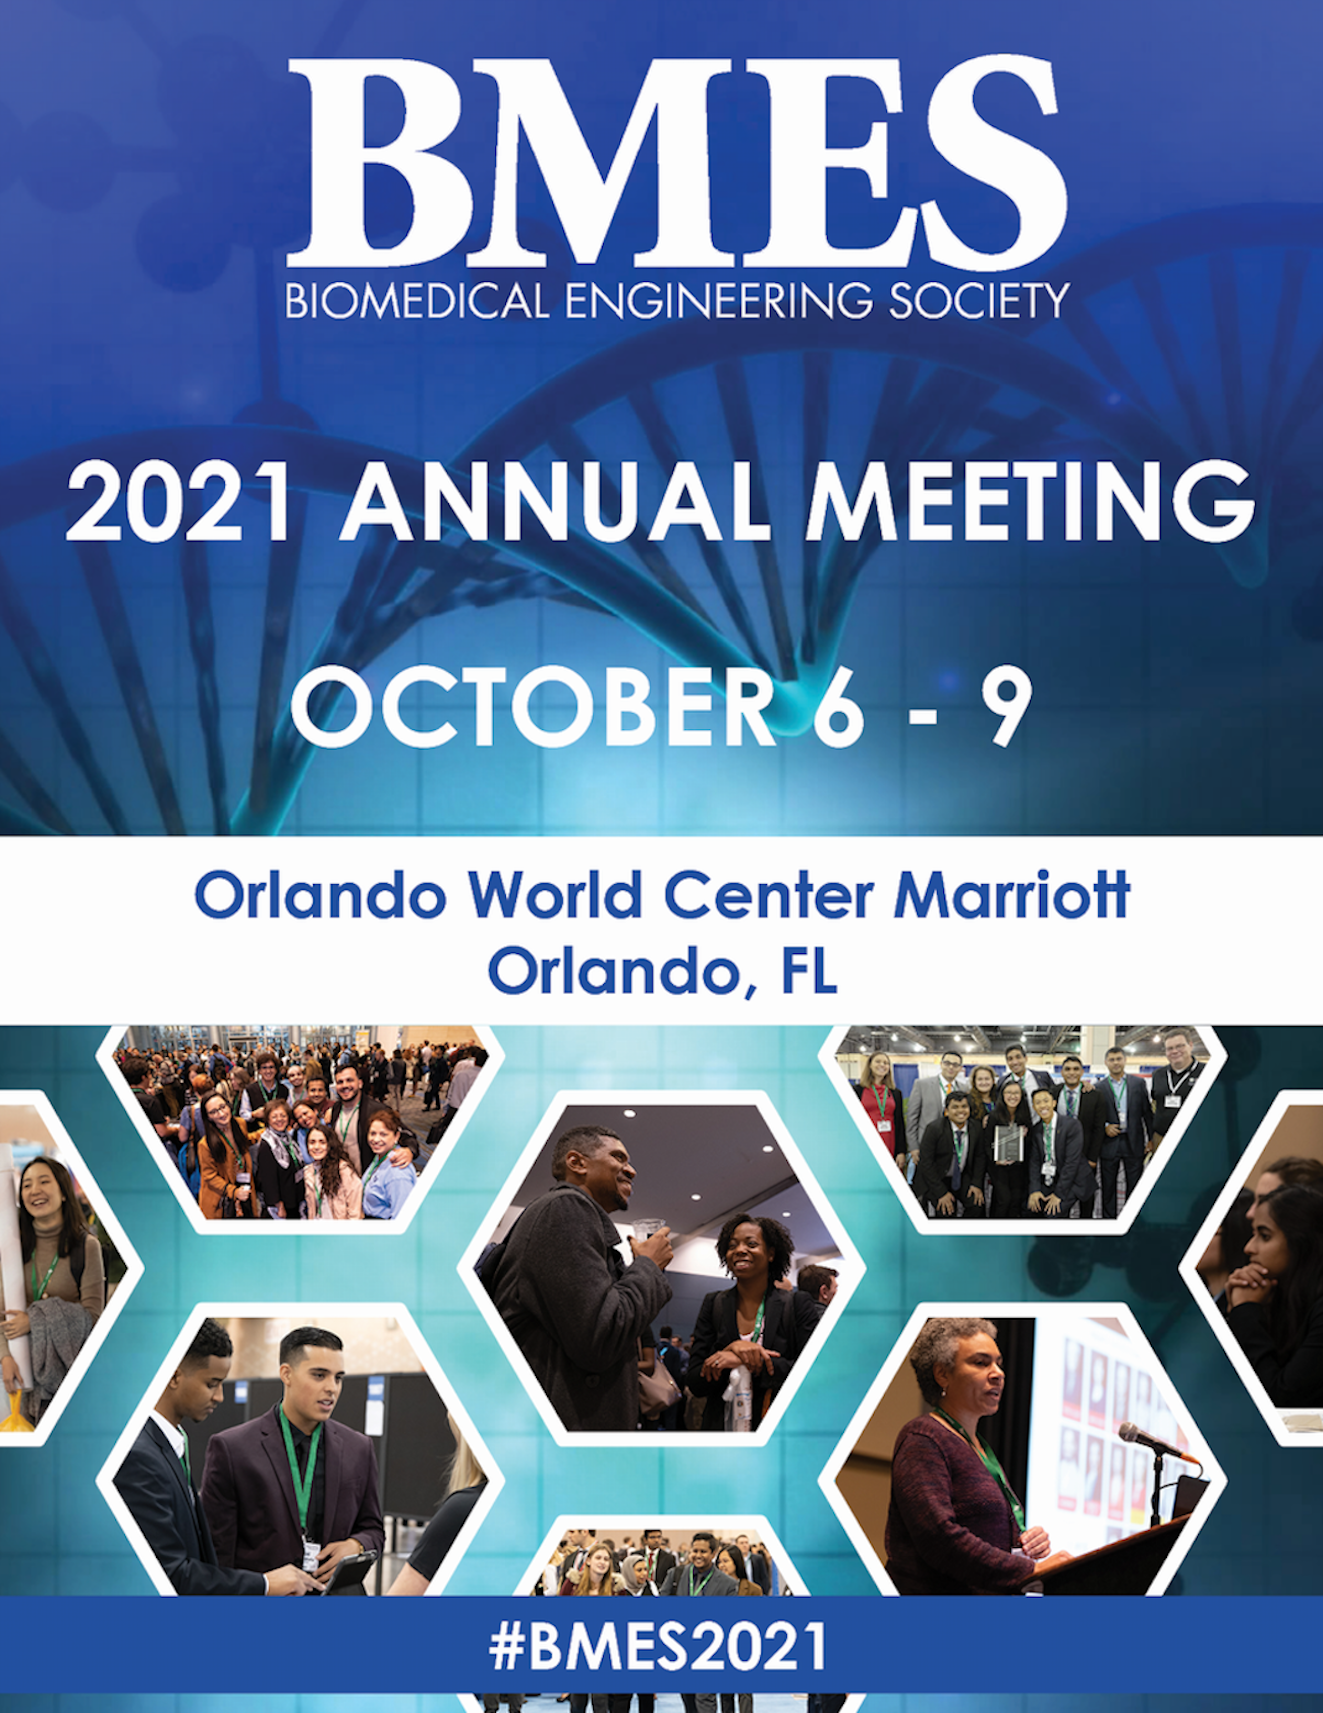 BMES
BIOMEDICAL ENGINEERING SOCIETY
2021 ANNUAL MEETING
OCTOBER 6 - 9
Orlando World Center Marriott
Orlando, FL
#BMES2021